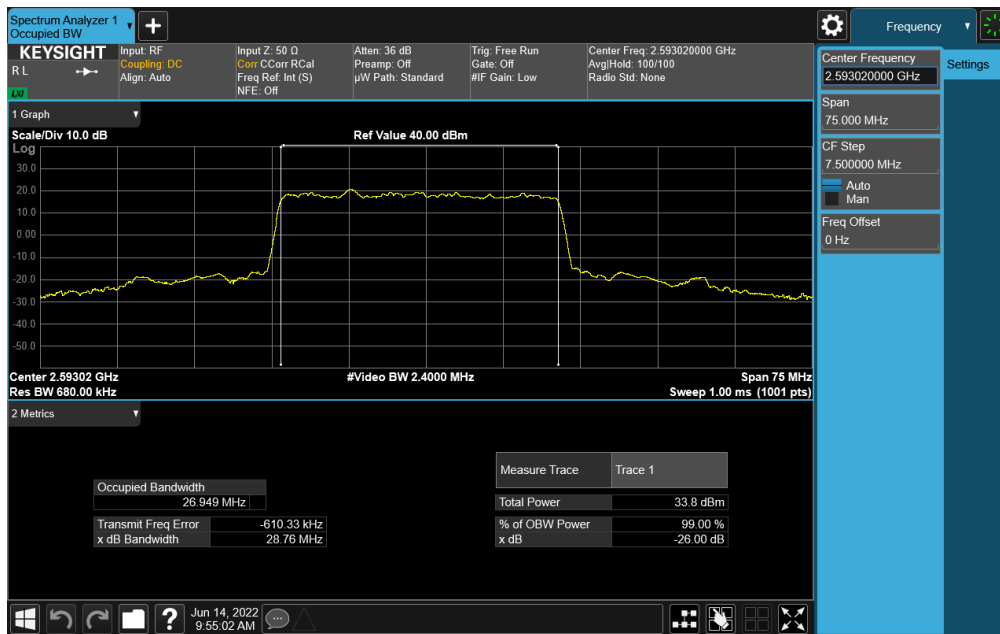 Spectrum Analyzer 1
Occupied BW
Frequency
KEYSIGHT
R L
LXI
Input: RF
Coupling: DC
Align: Auto
Input Z: 50 Ω
Corr CCorr RCal
Freq Ref: Int (S)
NFE: Off
Atten: 36 dB
Preamp: Off
µW Path: Standard
Trig: Free Run
Gate: Off
#IF Gain: Low
Center Freq: 2.593020000 GHz
Avg|Hold: 100/100
Radio Std: None
Center Frequency
2.593020000 GHz
Settings
Span
75.000 MHz
CF Step
7.500000 MHz
Auto
Man
Freq Offset
0 Hz
1 Graph
Scale/Div 10.0 dB
Ref Value 40.00 dBm
Log
30.0
20.0
10.0
0.00
-10.0
-20.0
-30.0
-40.0
-50.0
Center 2.59302 GHz
#Video BW 2.4000 MHz
Span 75 MHz
Res BW 680.00 kHz
Sweep 1.00 ms (1001 pts)
2 Metrics
Measure Trace Trace 1
Occupied Bandwidth
26.949 MHz
Total Power 33.8 dBm
Transmit Freq Error -610.33 kHz
% of OBW Power 99.00 %
x dB Bandwidth 28.76 MHz
x dB -26.00 dB
?
Jun 14, 2022
9:55:02 AM